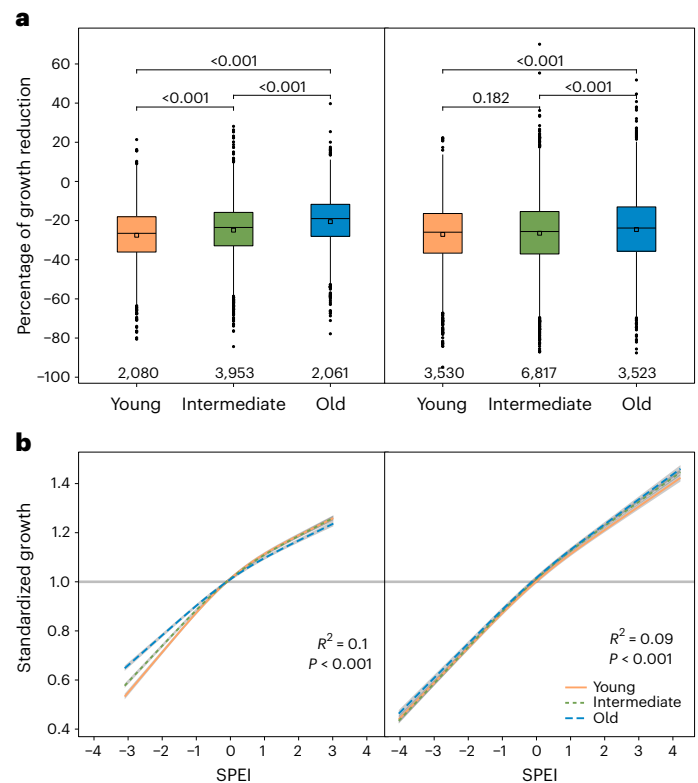 a
Percentage of growth reduction
60
40
20
0
−20
−40
−60
−80
−100
<0.001
<0.001
<0.001
2,080
3,953
2,061
Young
Intermediate
Old
<0.001
0.182
<0.001
3,530
6,817
3,523
Young
Intermediate
Old
b
Standardized growth
1.4
1.2
1.0
0.8
0.6
0.4
R² = 0.1
P < 0.001
−4 −3 −2 −1 0 1 2 3 4
SPEI
R² = 0.09
P < 0.001
Young
Intermediate
Old
−4 −3 −2 −1 0 1 2 3 4
SPEI